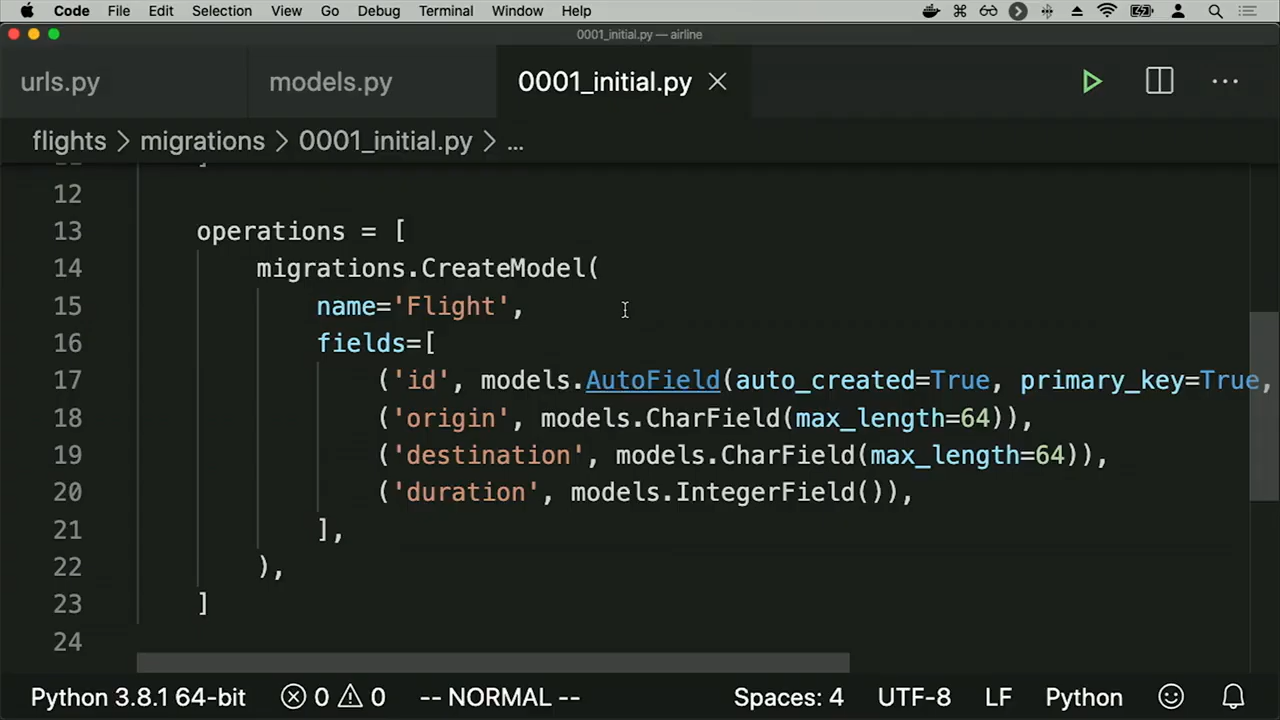 Code File Edit Selection View Go Debug Terminal Window Help
0001_initial.py — airline
urls.py models.py 0001_initial.py
flights > migrations > 0001_initial.py > ...
12
13 operations = [
14 migrations.CreateModel(
15 name='Flight',
16 fields=[
17 ('id', models.AutoField(auto_created=True, primary_key=True,
18 ('origin', models.CharField(max_length=64)),
19 ('destination', models.CharField(max_length=64)),
20 ('duration', models.IntegerField()),
21 ],
22 ),
23 ]
24
Python 3.8.1 64-bit 0 0 -- NORMAL -- Spaces: 4 UTF-8 LF Python